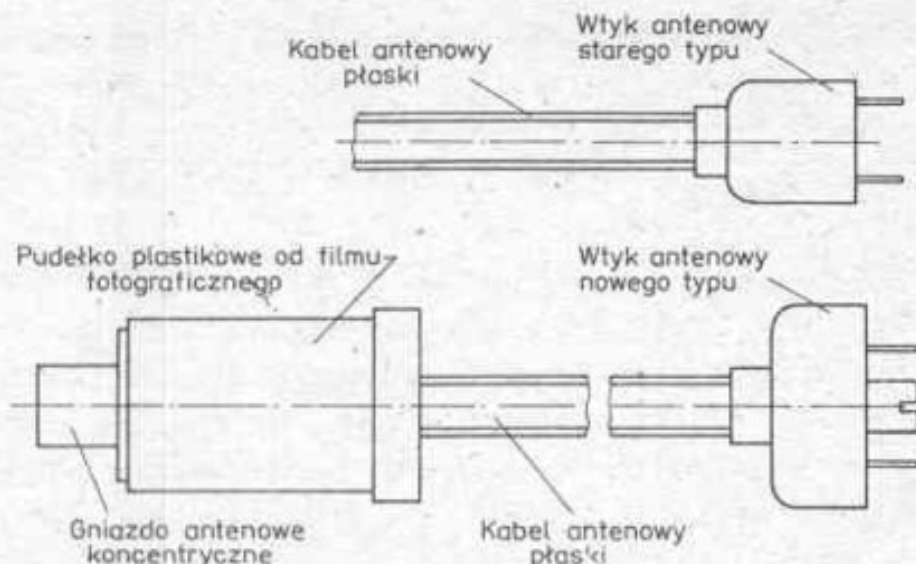 Kabel antenowy
płaski
Wtyk antenowy
starego typu
Pudełko plastikowe od filmu
fotograficznego
Wtyk antenowy
nowego typu
Gniazdo antenowe
koncentryczne
Kabel antenowy
płaski